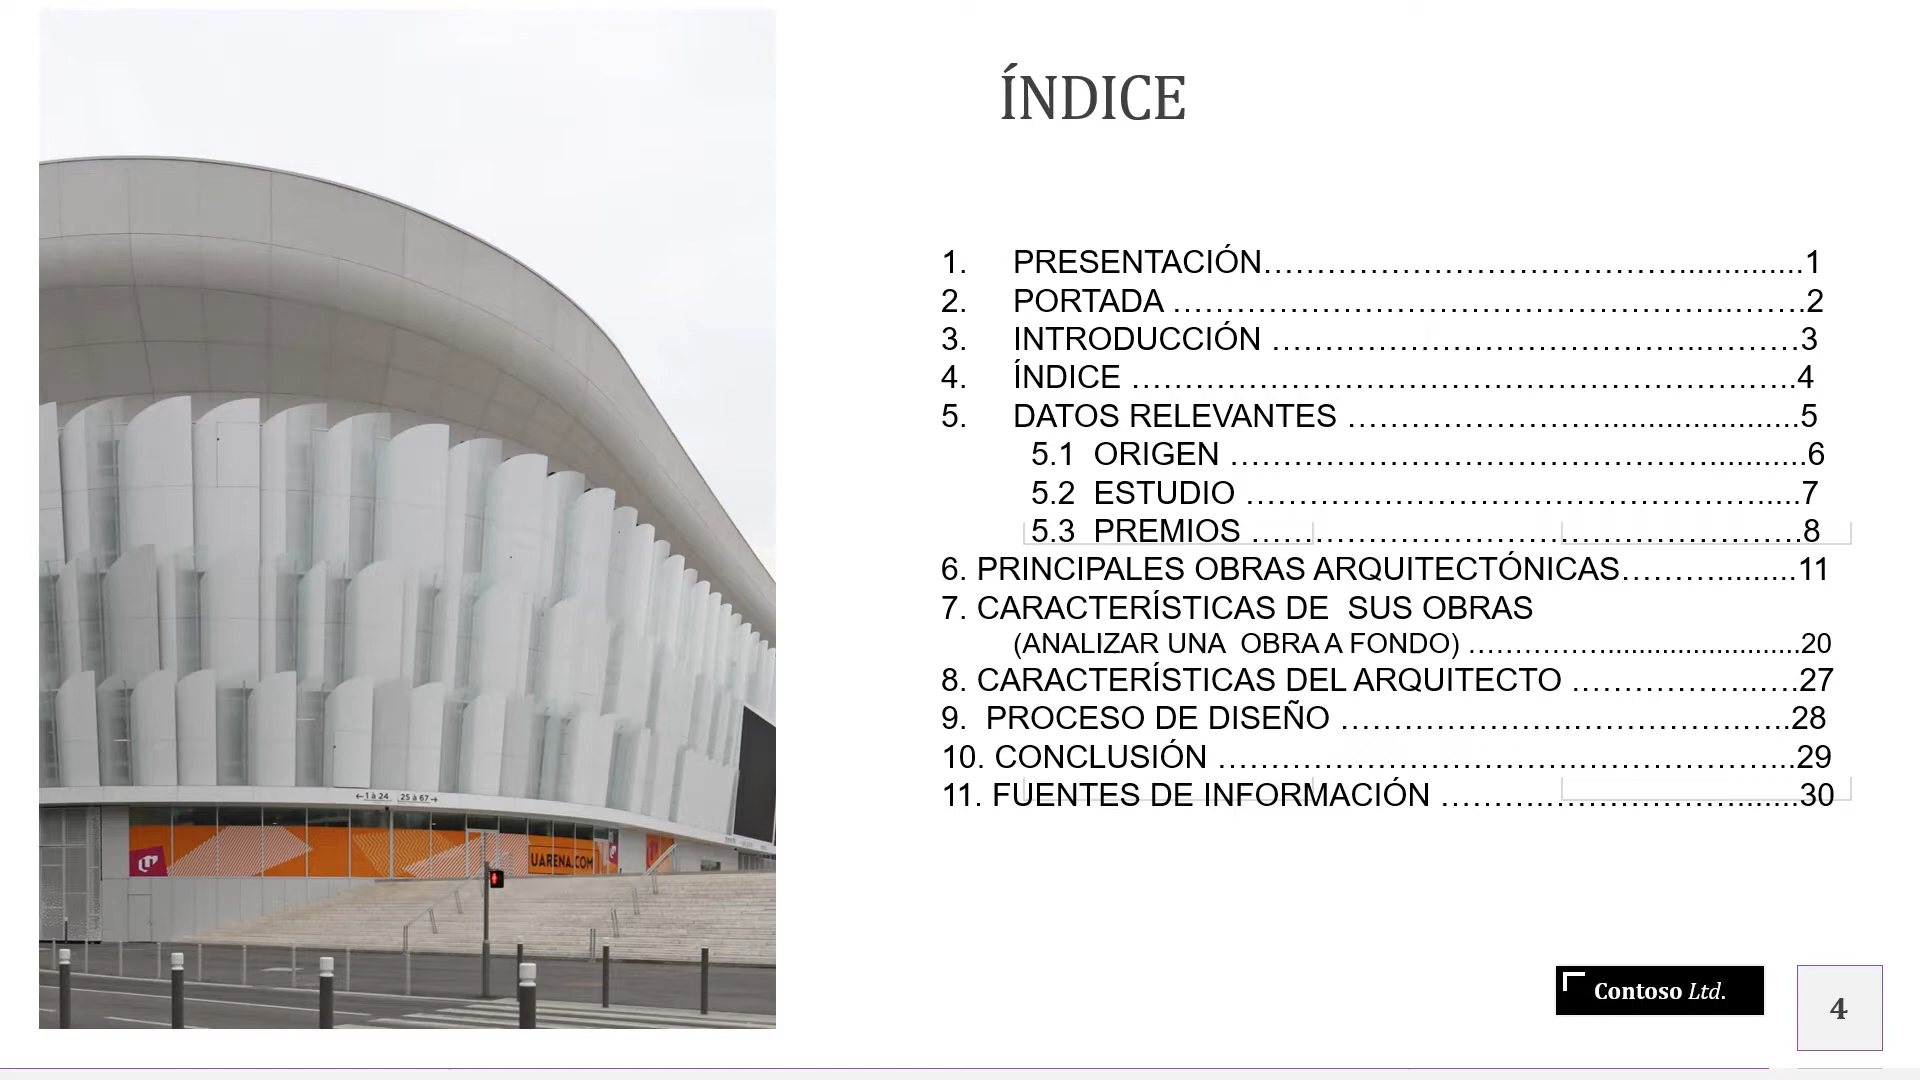 ÍNDICE
1. PRESENTACIÓN…………………………………………..............1
2. PORTADA ……………………………………………………..…….…2
3. INTRODUCCIÓN ………………………………………..…….…3
4. ÍNDICE …………………………………………………………….…...4
5. DATOS RELEVANTES ……………………….....................5
5.1 ORIGEN …………………………………………….............6
5.2 ESTUDIO ………………………………………………….....7
5.3 PREMIOS …………………………………………………….8
6. PRINCIPALES OBRAS ARQUITECTÓNICAS………..........11
7. CARACTERÍSTICAS DE SUS OBRAS
(ANALIZAR UNA OBRA A FONDO) ……………........................20
8. CARACTERÍSTICAS DEL ARQUITECTO ………………..….27
9. PROCESO DE DISEÑO …………………………………….…...28
10. CONCLUSIÓN …………………………………………………...29
11. FUENTES DE INFORMACIÓN ……………………………......30
←1 à 24 25 à 67→
UARENA.COM
Contoso Ltd.
4